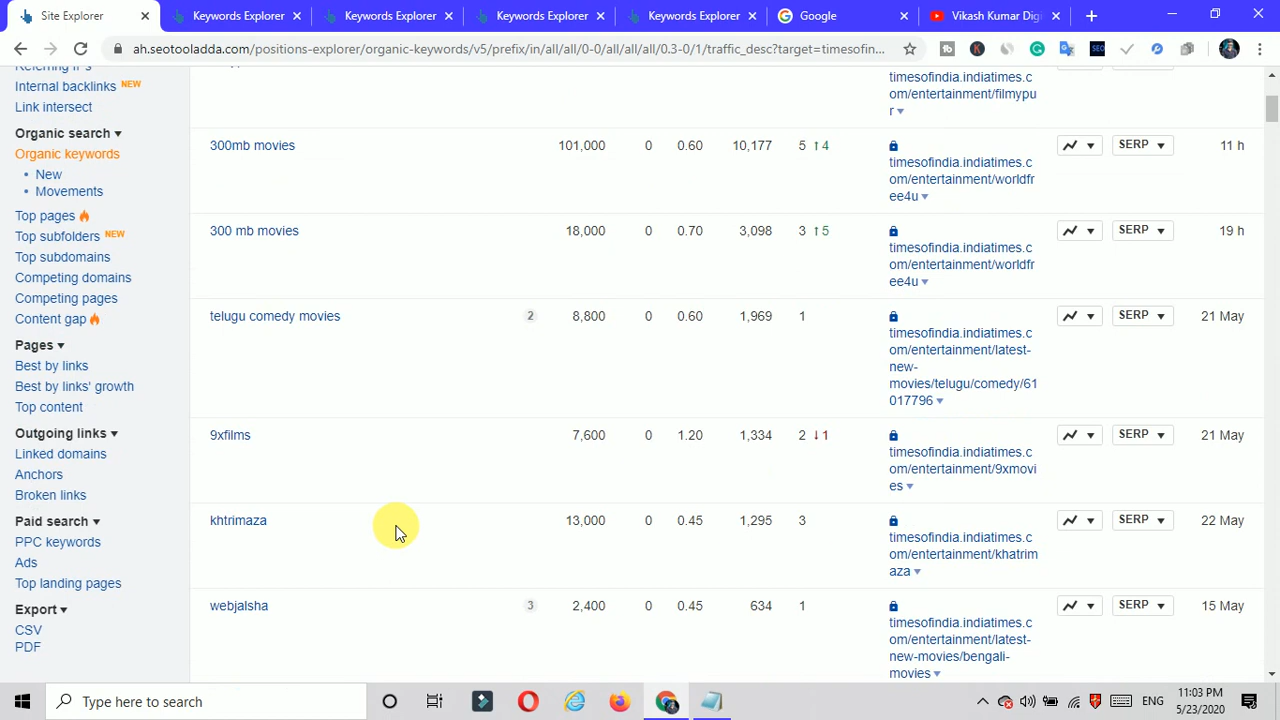 Site Explorer
Keywords Explorer
Keywords Explorer
Keywords Explorer
Keywords Explorer
Google
Vikash Kumar Dig
ah.seotooladda.com/positions-explorer/organic-keywords/v5/prefix/in/all/all/0-0/all/all/all/0.3-0/1/traffic_desc?target=timesofin...
Internal backlinks NEW
Link intersect
Organic search
Organic keywords
New
Movements
Top pages
Top subfolders NEW
Top subdomains
Competing domains
Competing pages
Content gap
Pages
Best by links
Best by links' growth
Top content
Outgoing links
Linked domains
Anchors
Broken links
Paid search
PPC keywords
Ads
Top landing pages
Export
CSV
PDF
timesofindia.indiatimes.c
om/entertainment/filmypu
r
300mb movies 101,000 0 0.60 10,177 5 ↑4 SERP 11 h
timesofindia.indiatimes.c
om/entertainment/worldfr
ee4u
300 mb movies 18,000 0 0.70 3,098 3 ↑5 SERP 19 h
timesofindia.indiatimes.c
om/entertainment/worldfr
ee4u
telugu comedy movies 2 8,800 0 0.60 1,969 1 SERP 21 May
timesofindia.indiatimes.c
om/entertainment/latest-
new-
movies/telugu/comedy/61
017796
9xfilms 7,600 0 1.20 1,334 2 ↓1 SERP 21 May
timesofindia.indiatimes.c
om/entertainment/9xmovi
es
khtrimaza 13,000 0 0.45 1,295 3 SERP 22 May
timesofindia.indiatimes.c
om/entertainment/khatrim
aza
webjalsha 3 2,400 0 0.45 634 1 SERP 15 May
timesofindia.indiatimes.c
om/entertainment/latest-
new-movies/bengali-
movies
Type here to search
ENG
11:03 PM
5/23/2020